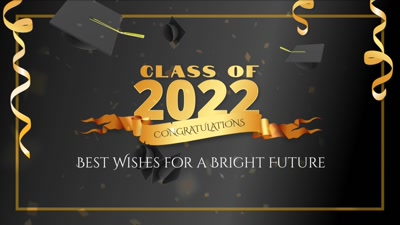 CLASS OF
2022
CONGRATULATIONS
BEST WISHES FOR A BRIGHT FUTURE